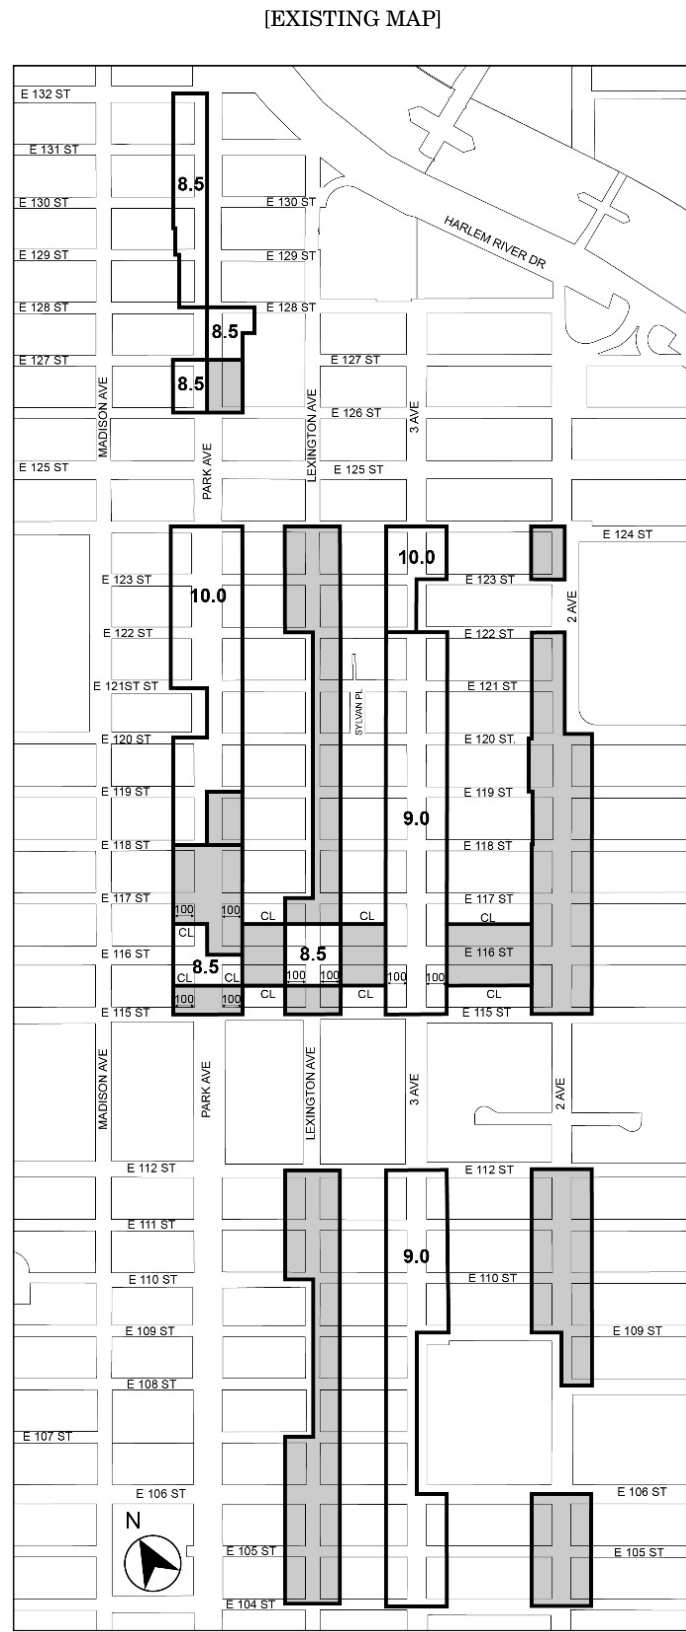 [EXISTING MAP]
E 132 ST
E 131 ST
8.5
E 130 ST
E 130 ST
HARLEM RIVER DR
E 129 ST
E 129 ST
E 128 ST
E 128 ST
8.5
E 127 ST
E 127 ST
8.5
MADISON AVE
PARK AVE
LEXINGTON AVE
3 AVE
E 126 ST
E 125 ST
E 125 ST
E 124 ST
10.0
E 123 ST
E 123 ST
10.0
2 AVE
E 122 ST
E 122 ST
E 121ST ST
E 121 ST
SYLVAN PL
E 120 ST
E 120 ST.
E 119 ST
E 119 ST
9.0
E 118 ST
E 118 ST
E 117 ST
E 117 ST
100
100
CL
CL
CL
CL
E 116 ST
8.5
E 116 ST
8.5
CL
CL
100
100
100
100
CL
CL
CL
100
100
E 115 ST
E 115 ST
MADISON AVE
PARK AVE
LEXINGTON AVE
3 AVE
2 AVE
E 112 ST
E 112 ST
E 111 ST
9.0
E 110 ST
E 110 ST
E 109 ST
E 109 ST
E 108 ST
E 107 ST
E 106 ST
E 106 ST
N
E 105 ST
E 105 ST
E 104 ST